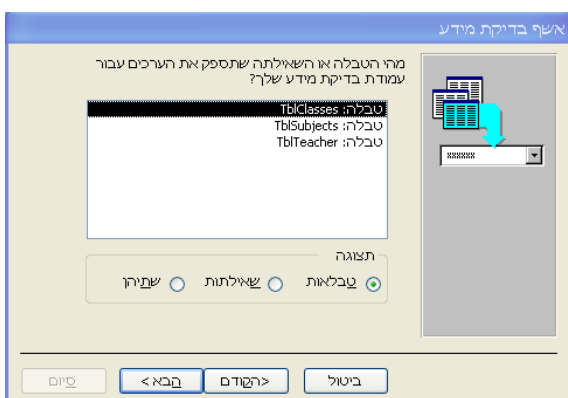 אשף בדיקת מידע
מהי הטבלה או השאילתה שתספק את הערכים עבור
עמודת בדיקת מידע שלך?
טבלה: TblClasses
טבלה: TblSubjects
טבלה: TblTeacher
xxxxxx
תצוגה
טבלאות שאילתות שתיהן
ביטול <הקודם הבא> סיום